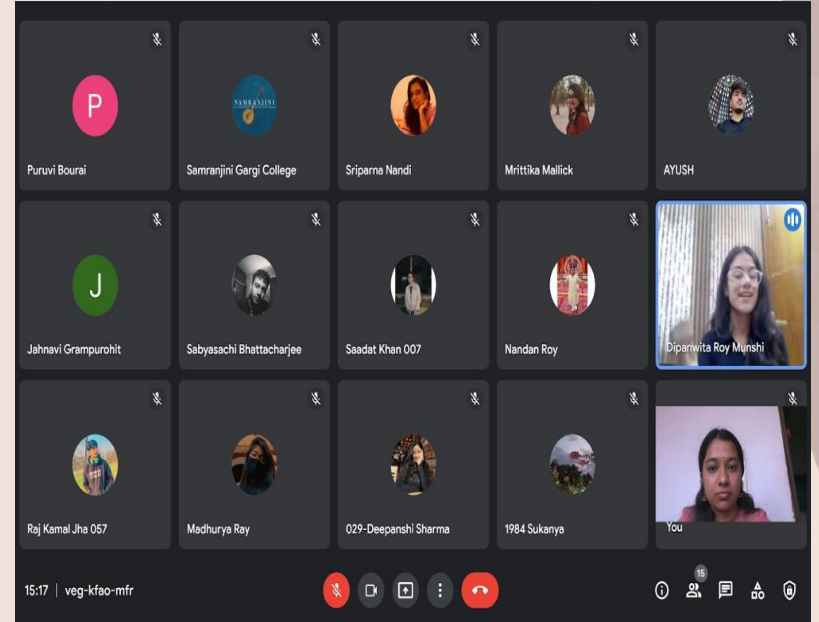 P
SAMRANJINI
Puruvi Bourai
Samranjini Gargi College
Sriparna Nandi
Mrittika Mallick
AYUSH
J
Jahnavi Grampurohit
Sabyasachi Bhattacharjee
Saadat Khan 007
Nandan Roy
Dipanwita Roy Munshi
Raj Kamal Jha 057
Madhurya Ray
029-Deepanshi Sharma
1984 Sukanya
You
15:17 | veg-kfao-mfr
15